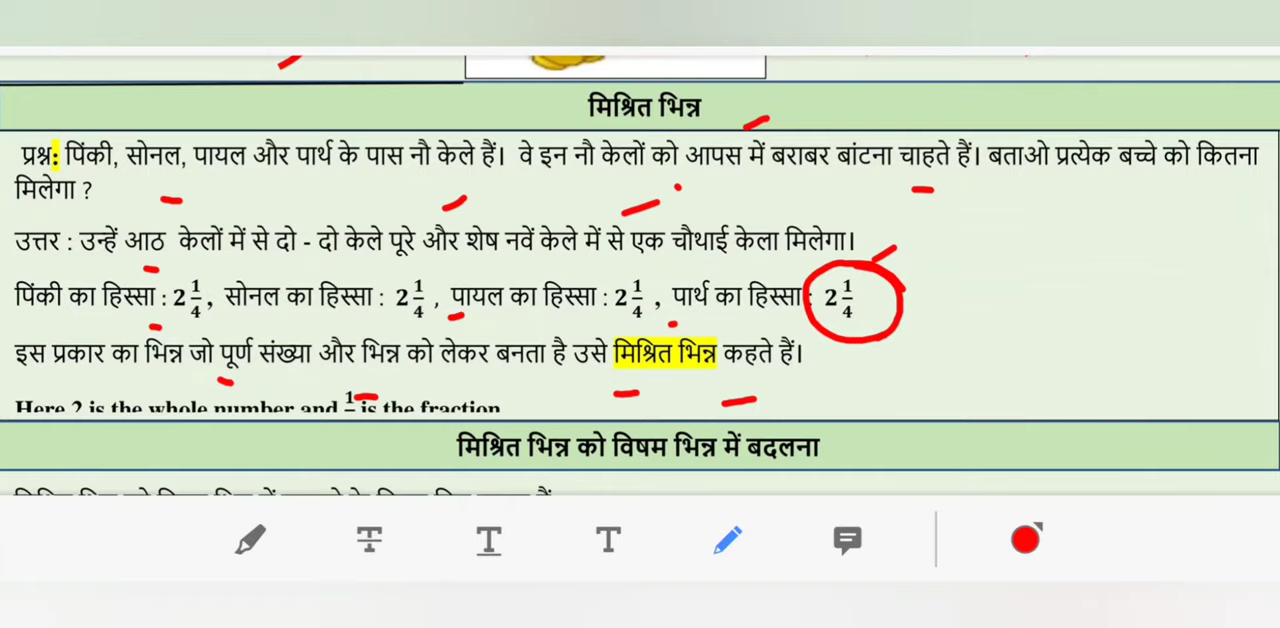 मिश्रित भिन्न
प्रश्न: पिंकी, सोनल, पायल और पार्थ के पास नौ केले हैं। वे इन नौ केलों को आपस में बराबर बांटना चाहते हैं। बताओ प्रत्येक बच्चे को कितना
मिलेगा ?
उत्तर : उन्हें आठ केलों में से दो - दो केले पूरे और शेष नवें केले में से एक चौथाई केला मिलेगा।
पिंकी का हिस्सा : 2 1/4, सोनल का हिस्सा : 2 1/4, पायल का हिस्सा : 2 1/4, पार्थ का हिस्सा : 2 1/4
इस प्रकार का भिन्न जो पूर्ण संख्या और भिन्न को लेकर बनता है उसे मिश्रित भिन्न कहते हैं।
Here 2 is the whole number and is the fraction
मिश्रित भिन्न को विषम भिन्न में बदलना
T T T